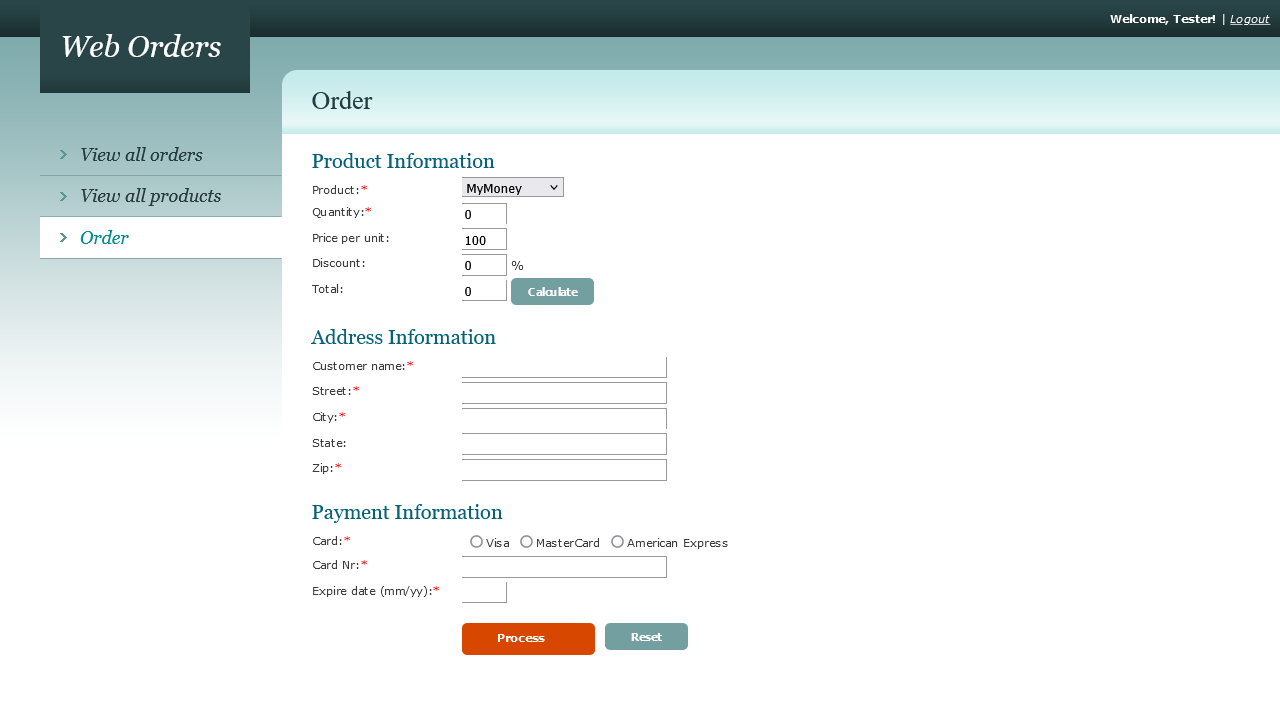 Welcome, Tester! | Logout
Web Orders
View all orders
View all products
Order
Order
Product Information
Product:* MyMoney
Quantity:* 0
Price per unit: 100
Discount: 0 %
Total: 0 Calculate
Address Information
Customer name:*
Street:*
City:*
State:
Zip:*
Payment Information
Card:* Visa MasterCard American Express
Card Nr:*
Expire date (mm/yy):*
Process Reset